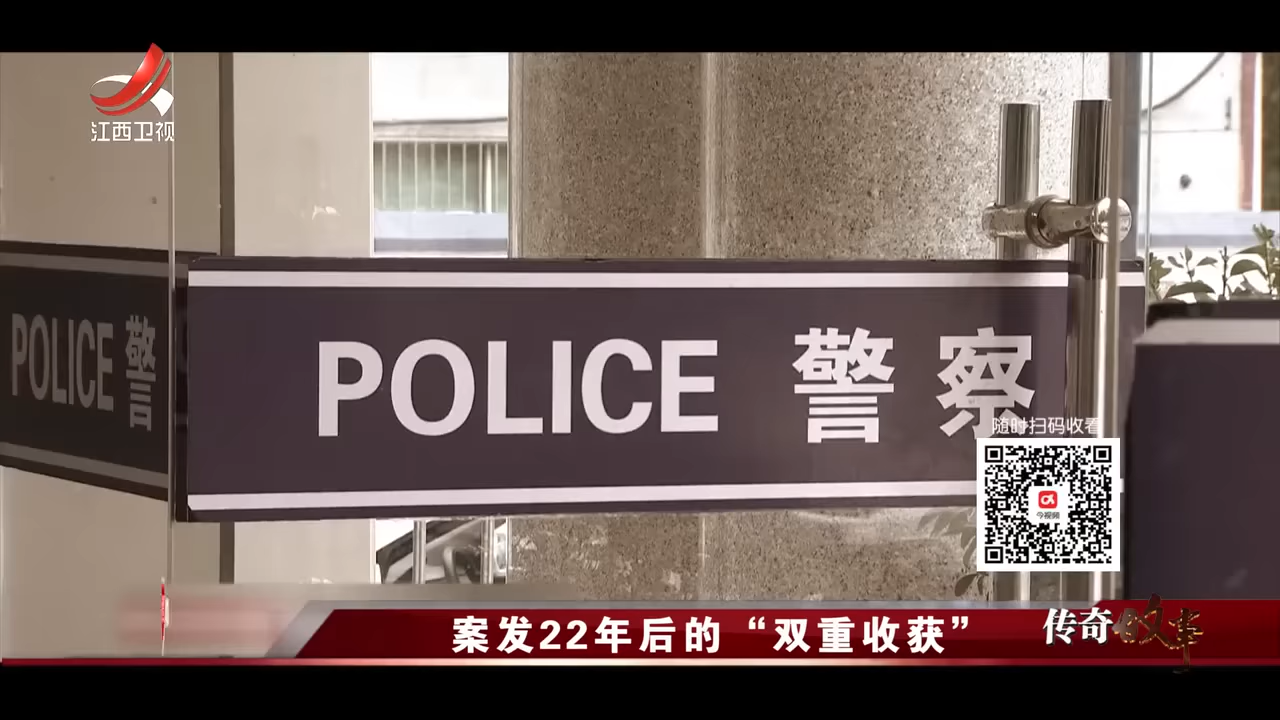 江西卫视
POLICE 警
POLICE 警察
随时扫码收看
今视频
案发22年后的“双重收获”
传奇故事